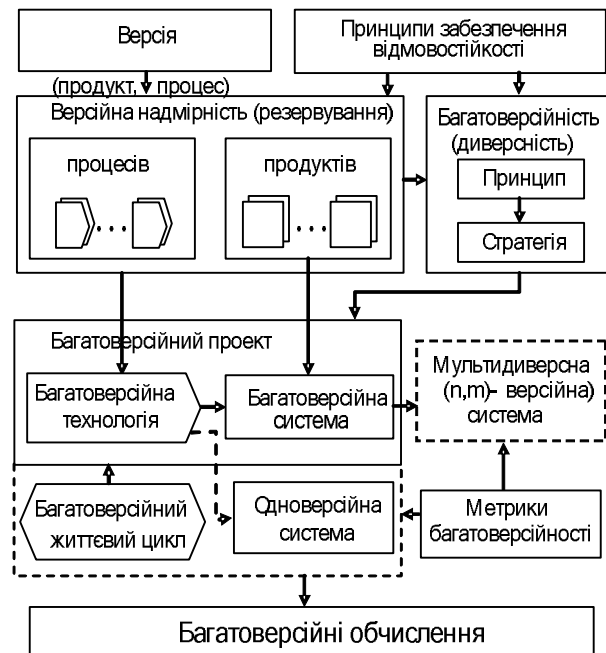 Версія
Принципи забезпечення
відмовостійкості
(продукт, процес)
Версійна надмірність (резервування)
процесів
...
...
продуктів
...
Багатоверсійність
(диверсність)
Принцип
Стратегія
Багатоверсійний проект
Багатоверсійна
технологія
Багатоверсійна
система
Мультидиверсна
(n,m)- версійна)
система
Багатоверсійний
життєвий цикл
Одноверсійна
система
Метрики
багатоверсійності
Багатоверсійні обчислення